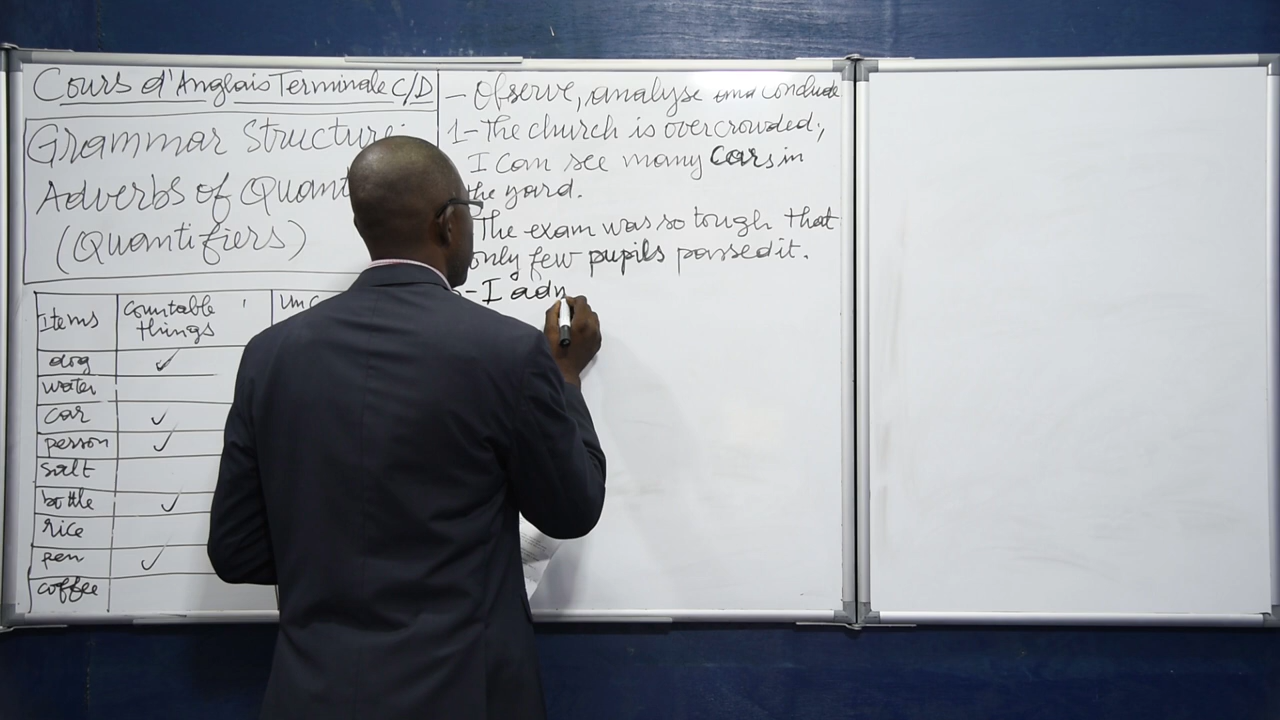 Cours d'Anglais Terminale C/D
Grammar Structure:
Adverbs of Quant
(Quantifiers)
Items
countable things
Unc
dog ✓
water
car ✓
person ✓
salt
bottle ✓
rice
pen ✓
coffee
- Observe, analyse and conclude
1- The church is overcrowded;
I can see many cars in
the yard.
The exam was so tough that
only few pupils passed it.
- I adm